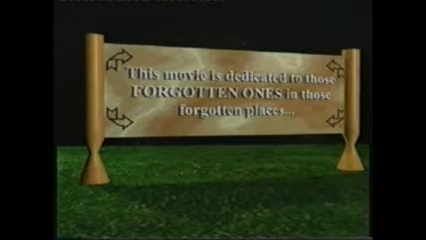 This movie is dedicated to those
FORGOTTEN ONES in those
forgotten places...